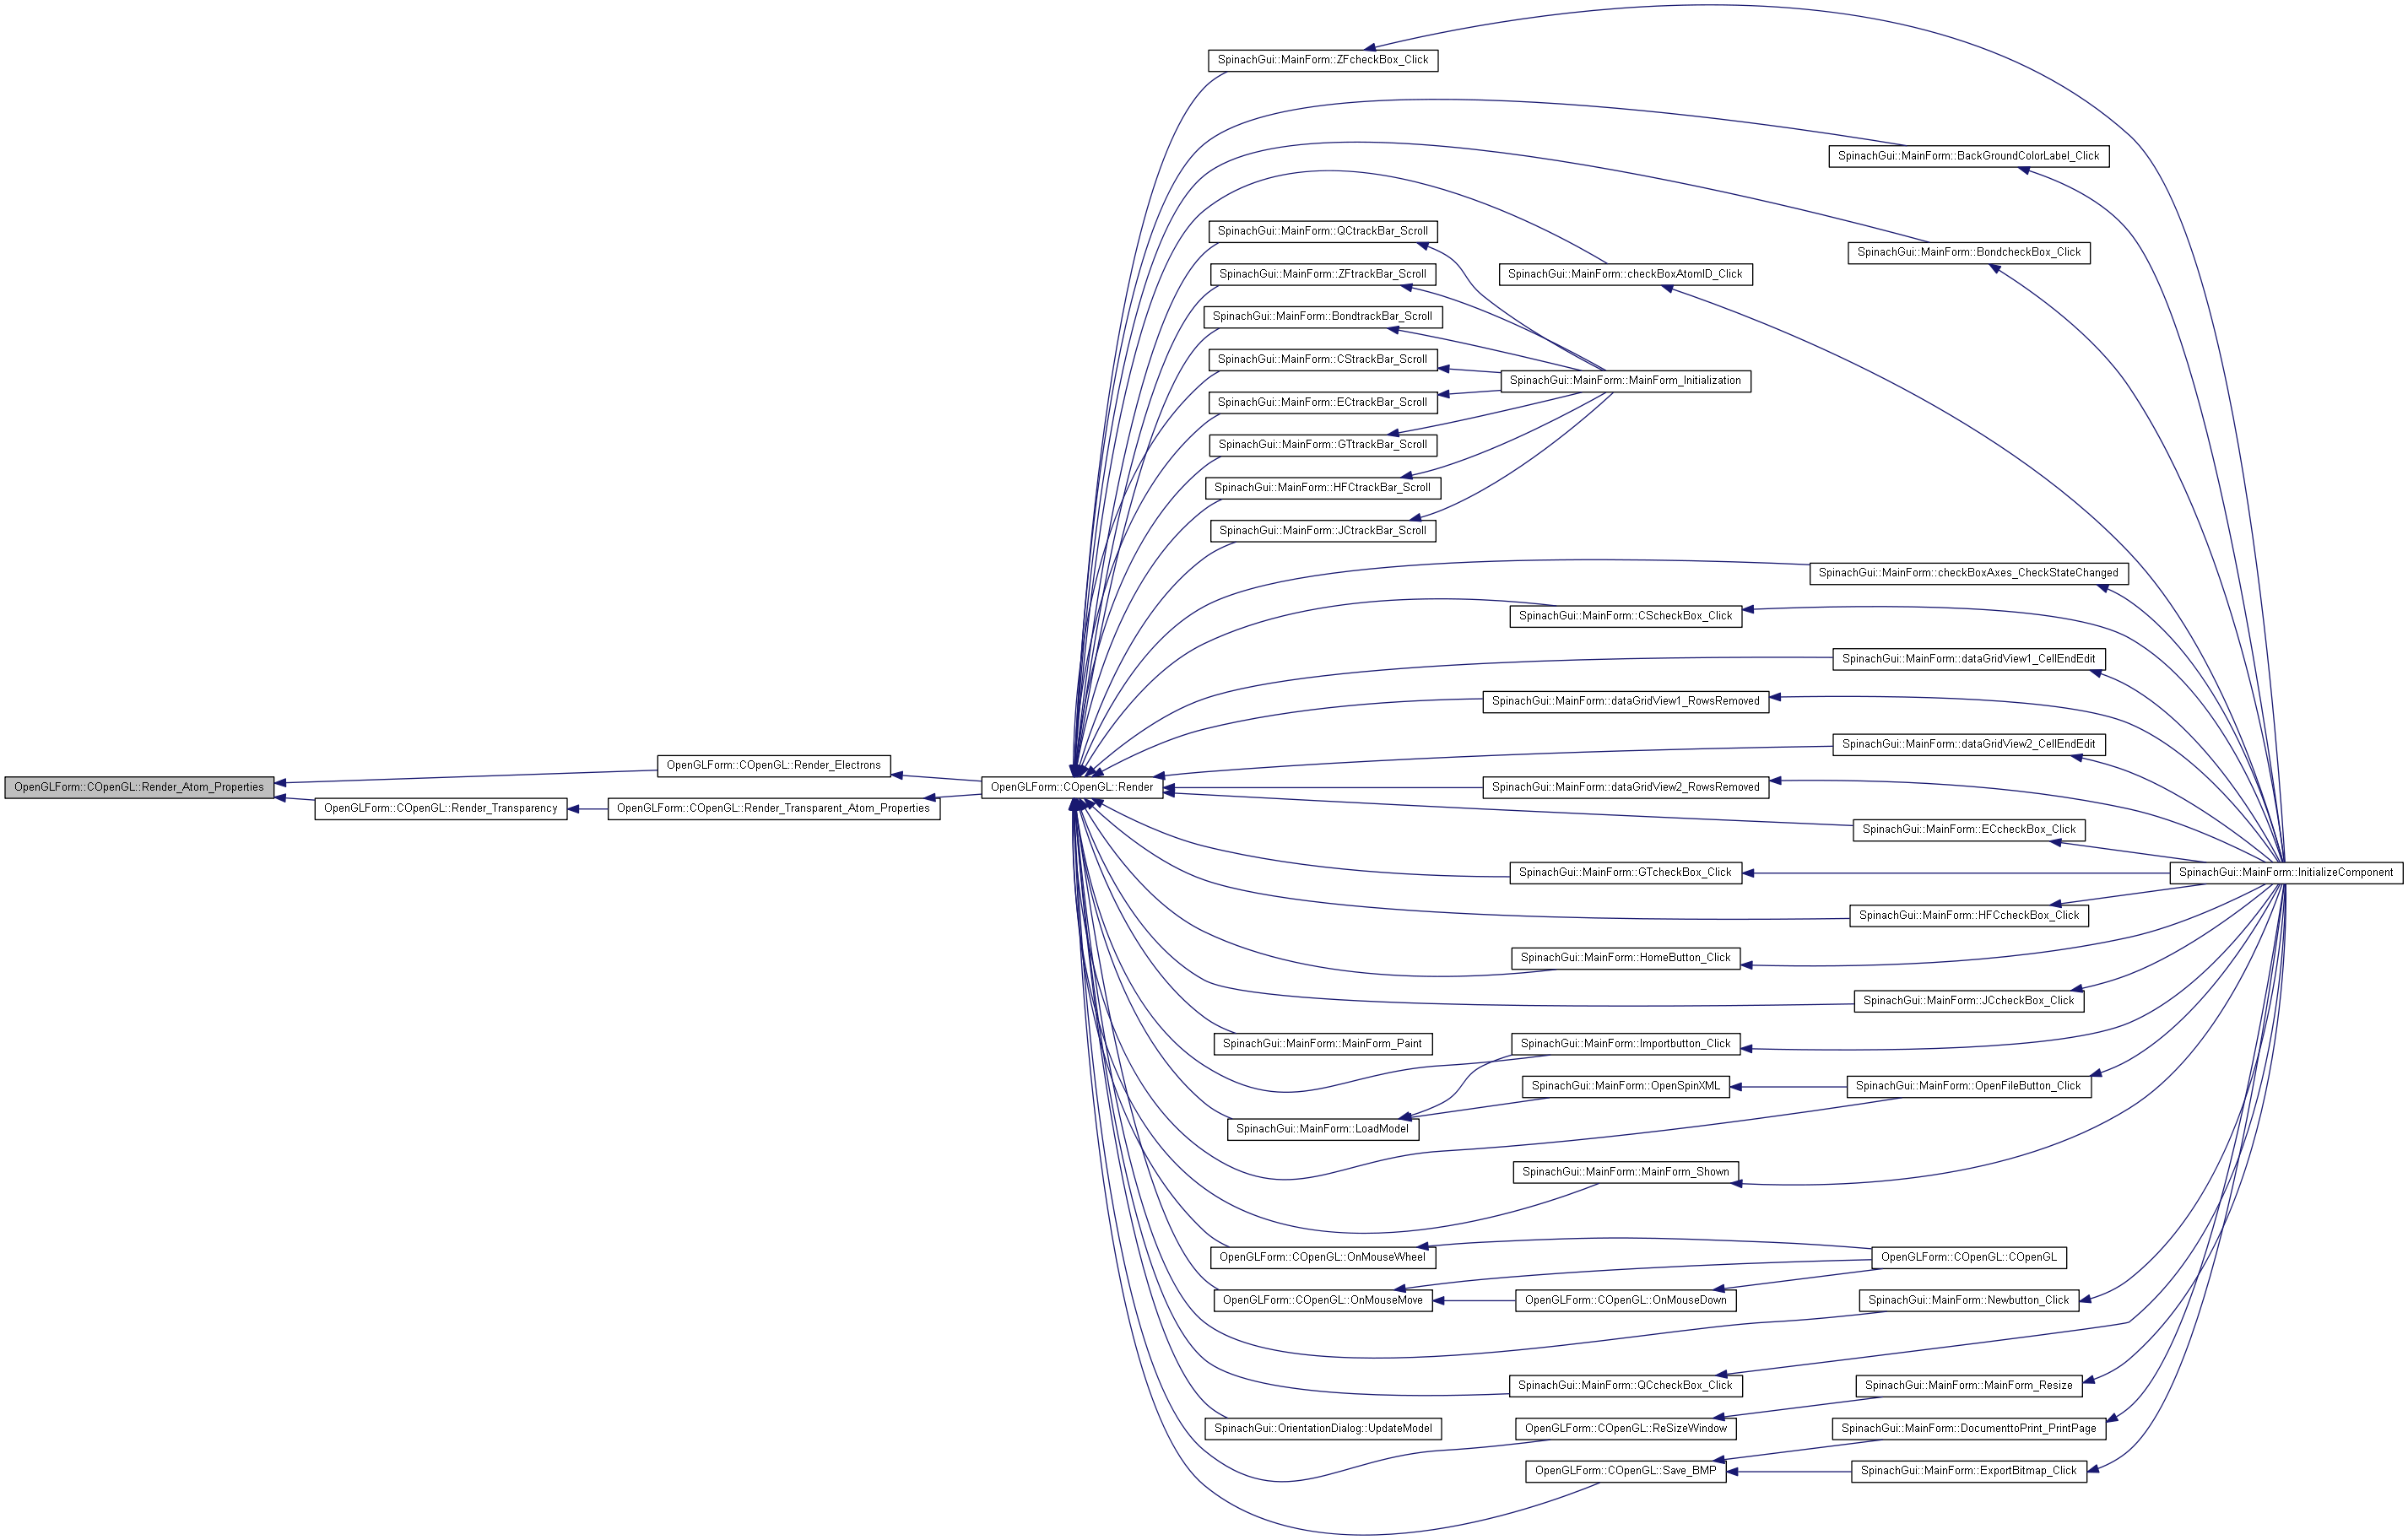 SpinachGui::MainForm::ZFcheckBox_Click
SpinachGui::MainForm::BackGroundColorLabel_Click
SpinachGui::MainForm::QCtrackBar_Scroll
SpinachGui::MainForm::BondcheckBox_Click
SpinachGui::MainForm::ZFtrackBar_Scroll
SpinachGui::MainForm::checkBoxAtomID_Click
SpinachGui::MainForm::BondtrackBar_Scroll
SpinachGui::MainForm::CStrackBar_Scroll
SpinachGui::MainForm::MainForm_Initialization
SpinachGui::MainForm::ECtrackBar_Scroll
SpinachGui::MainForm::GTtrackBar_Scroll
SpinachGui::MainForm::HFCtrackBar_Scroll
SpinachGui::MainForm::JCtrackBar_Scroll
SpinachGui::MainForm::checkBoxAxes_CheckStateChanged
SpinachGui::MainForm::CScheckBox_Click
SpinachGui::MainForm::dataGridView1_CellEndEdit
SpinachGui::MainForm::dataGridView1_RowsRemoved
SpinachGui::MainForm::dataGridView2_CellEndEdit
OpenGLForm::COpenGL::Render_Electrons
OpenGLForm::COpenGL::Render_Atom_Properties
OpenGLForm::COpenGL::Render
SpinachGui::MainForm::dataGridView2_RowsRemoved
OpenGLForm::COpenGL::Render_Transparency
OpenGLForm::COpenGL::Render_Transparent_Atom_Properties
SpinachGui::MainForm::ECcheckBox_Click
SpinachGui::MainForm::GTcheckBox_Click
SpinachGui::MainForm::InitializeComponent
SpinachGui::MainForm::HFCcheckBox_Click
SpinachGui::MainForm::HomeButton_Click
SpinachGui::MainForm::JCcheckBox_Click
SpinachGui::MainForm::MainForm_Paint
SpinachGui::MainForm::Importbutton_Click
SpinachGui::MainForm::OpenSpinXML
SpinachGui::MainForm::OpenFileButton_Click
SpinachGui::MainForm::LoadModel
SpinachGui::MainForm::MainForm_Shown
OpenGLForm::COpenGL::OnMouseWheel
OpenGLForm::COpenGL::COpenGL
OpenGLForm::COpenGL::OnMouseMove
OpenGLForm::COpenGL::OnMouseDown
SpinachGui::MainForm::Newbutton_Click
SpinachGui::MainForm::QCcheckBox_Click
SpinachGui::MainForm::MainForm_Resize
SpinachGui::OrientationDialog::UpdateModel
OpenGLForm::COpenGL::ReSizeWindow
SpinachGui::MainForm::DocumenttoPrint_PrintPage
OpenGLForm::COpenGL::Save_BMP
SpinachGui::MainForm::ExportBitmap_Click